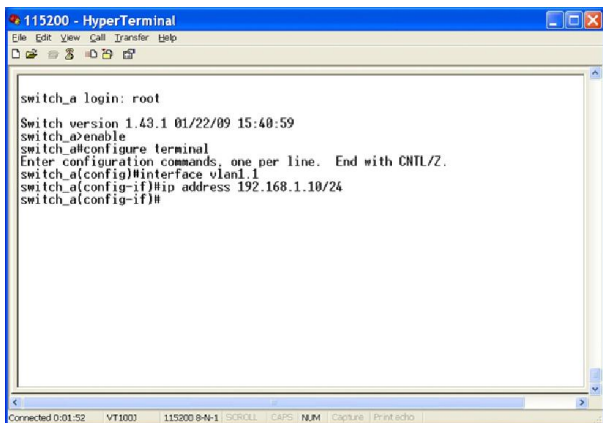 115200 - HyperTerminal
File Edit View Call Transfer Help
switch_a login: root
Switch version 1.43.1 01/22/09 15:40:59
switch_a>enable
switch_a#configure terminal
Enter configuration commands, one per line.  End with CNTL/Z.
switch_a(config)#interface vlan1.1
switch_a(config-if)#ip address 192.168.1.10/24
switch_a(config-if)#
Connected 0:01:52 VT100J 115200 8-N-1 SCROLL CAPS NUM Capture Print echo